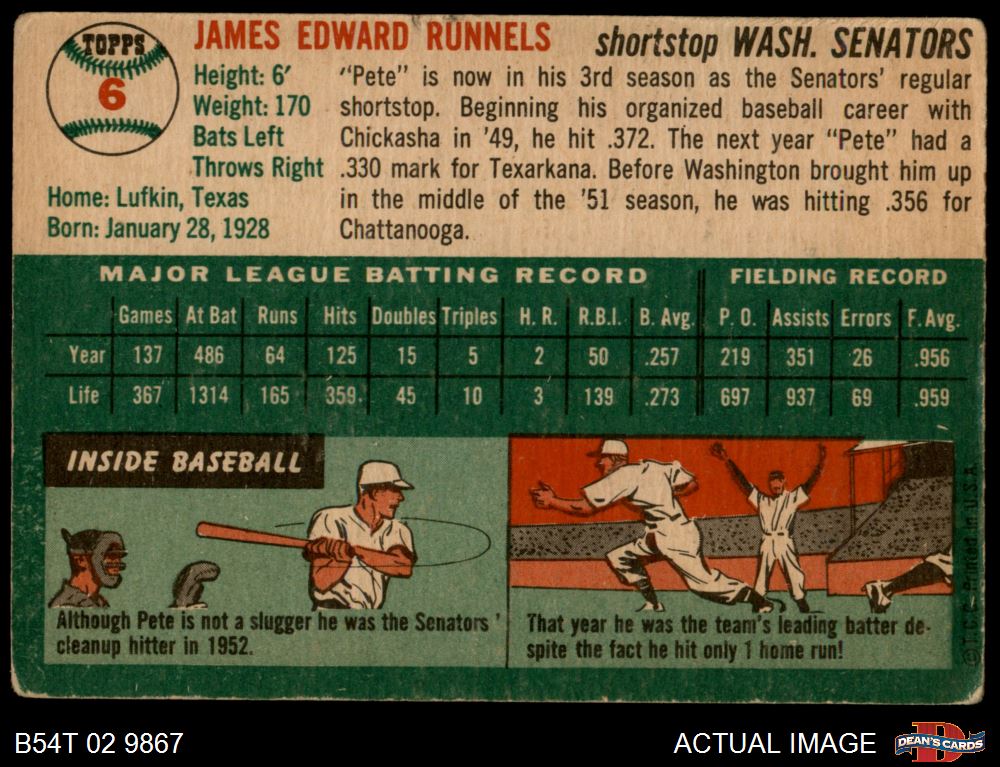 TOPPS
6
JAMES EDWARD RUNNELS
shortstop WASH. SENATORS
Height: 6′
Weight: 170
Bats Left
Throws Right
Home: Lufkin, Texas
Born: January 28, 1928
"Pete" is now in his 3rd season as the Senators' regular
shortstop. Beginning his organized baseball career with
Chickasha in '49, he hit .372. The next year "Pete" had a
.330 mark for Texarkana. Before Washington brought him up
in the middle of the '51 season, he was hitting .356 for
Chattanooga.
MAJOR LEAGUE BATTING RECORD FIELDING RECORD
Games At Bat Runs Hits Doubles Triples H. R. R.B.I. B. Avg. P. O. Assists Errors F. Avg.
Year 137 486 64 125 15 5 2 50 .257 219 351 26 .956
Life 367 1314 165 359 45 10 3 139 .273 697 937 69 .959
INSIDE BASEBALL
Although Pete is not a slugger he was the Senators'
cleanup hitter in 1952.
That year he was the team's leading batter de-
spite the fact he hit only 1 home run!
© T.C.G. Printed in U.S.A.
B54T 02 9867
ACTUAL IMAGE
D
DEAN'S CARDS